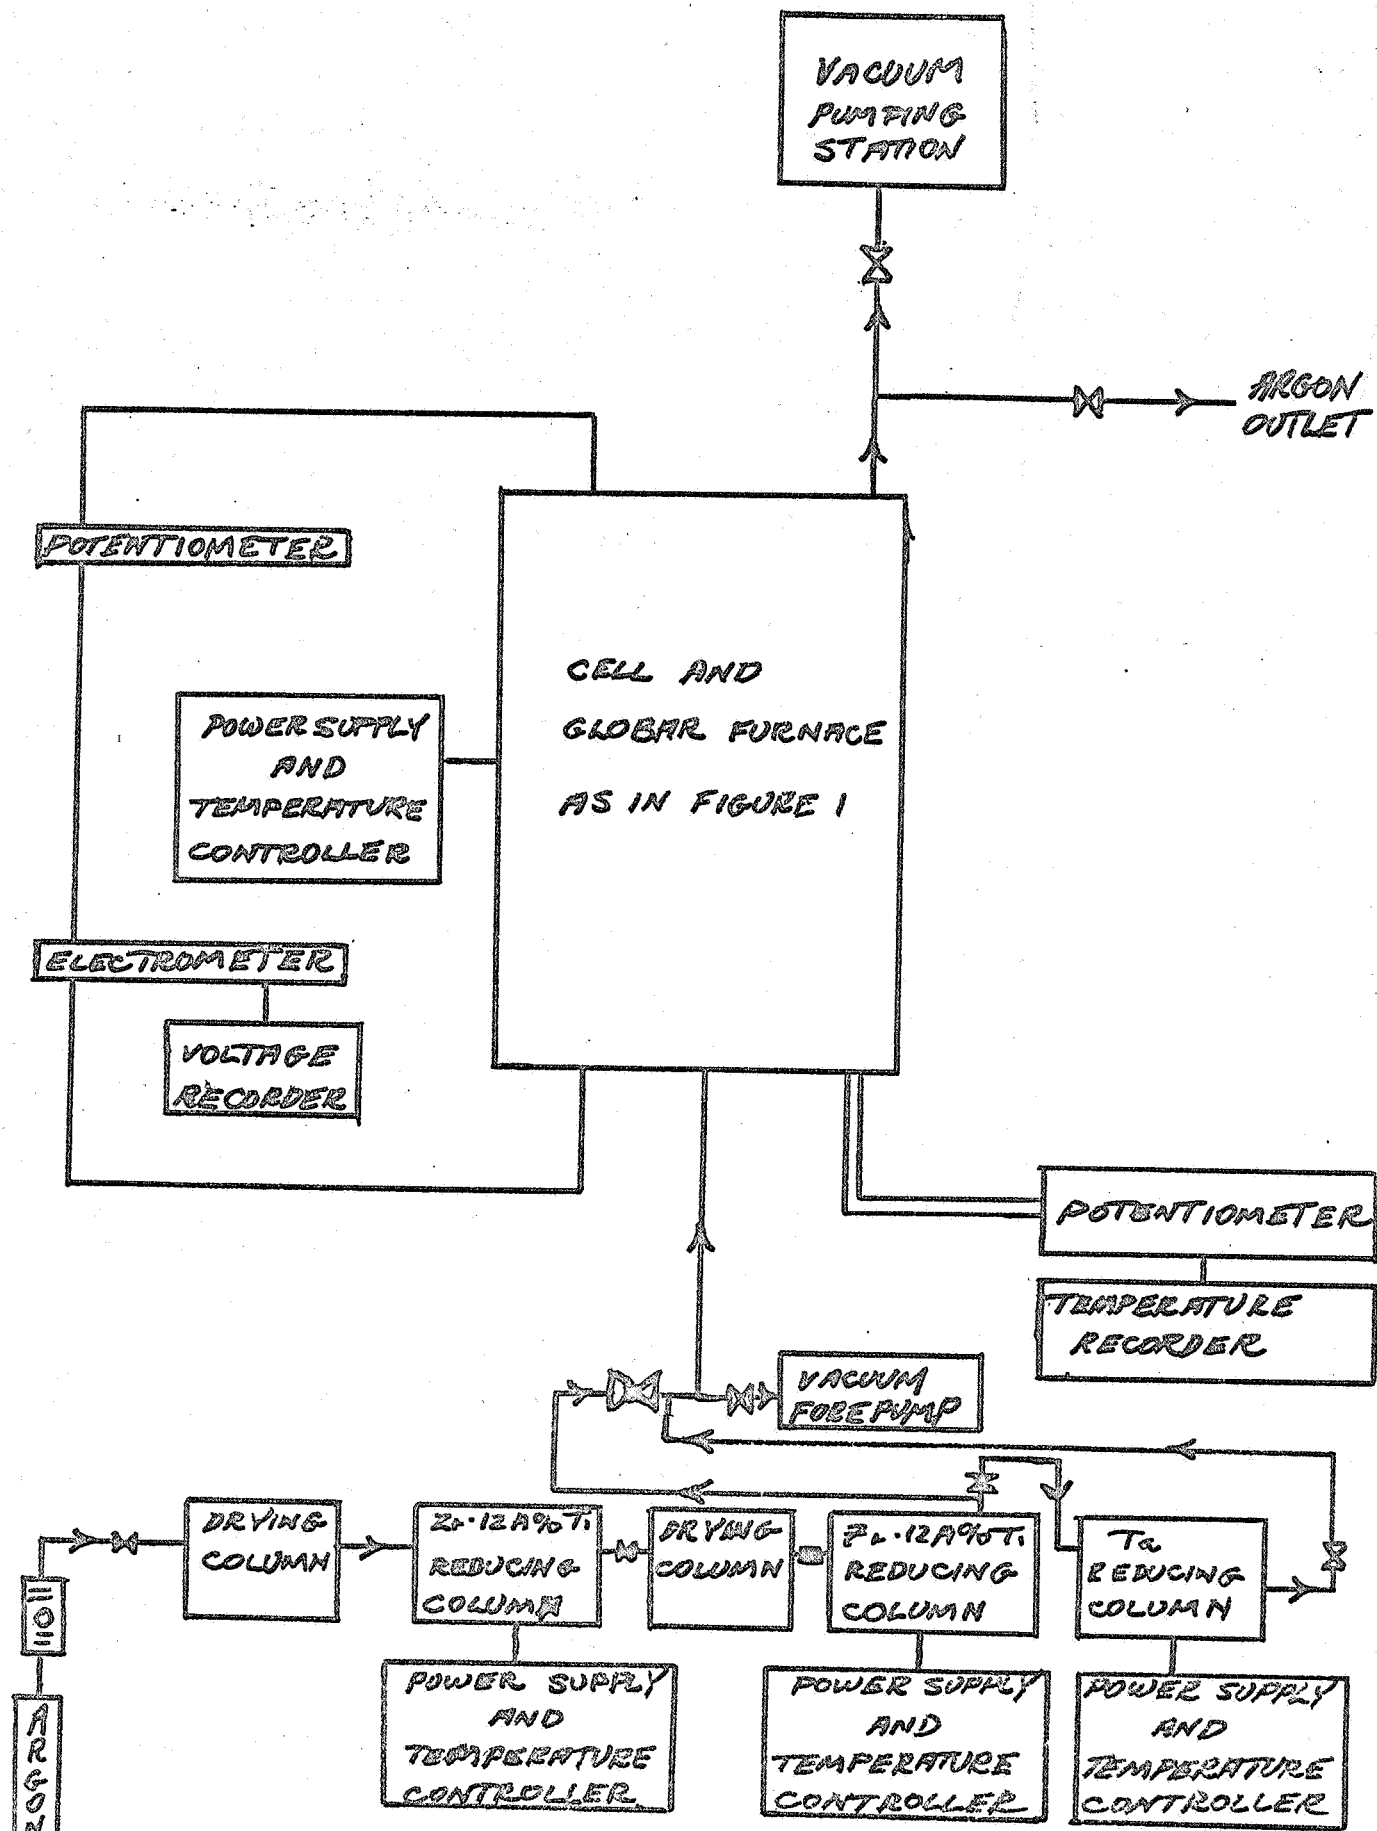 VACUUM
PUMPING
STATION
ARGON
OUTLET
POTENTIOMETER
CELL AND
GLOBAR FURNACE
AS IN FIGURE 1
POWER SUPPLY
AND
TEMPERATURE
CONTROLLER
ELECTROMETER
VOLTAGE
RECORDER
POTENTIOMETER
TEMPERATURE
RECORDER
VACUUM
FOREPUMP
DRYING
COLUMN
Zr·12A%Ti
REDUCING
COLUMN
DRYING
COLUMN
Zr·12A%Ti
REDUCING
COLUMN
Ta
REDUCING
COLUMN
POWER SUPPLY
AND
TEMPERATURE
CONTROLLER
POWER SUPPLY
AND
TEMPERATURE
CONTROLLER
POWER SUPPLY
AND
TEMPERATURE
CONTROLLER
ARGON